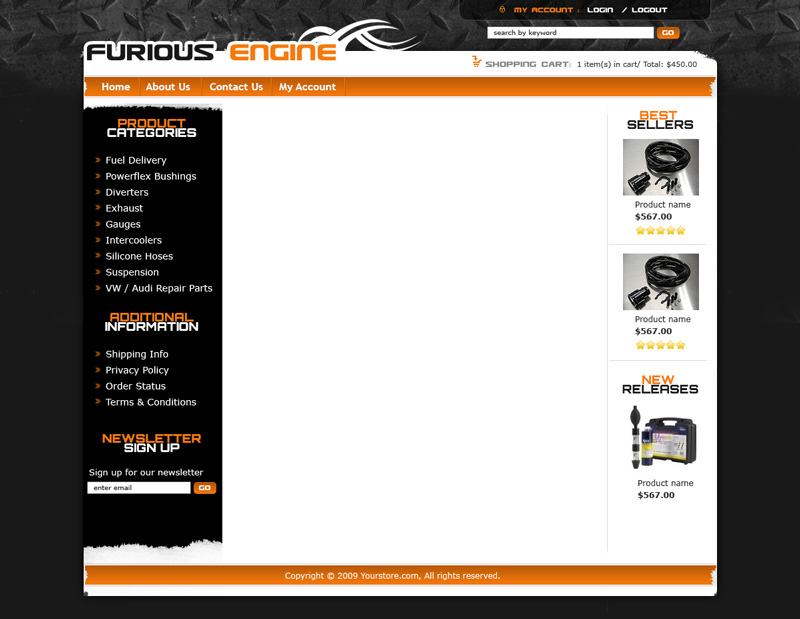 MY ACCOUNT : LOGIN / LOGOUT
search by keyword GO
FURIOUS ENGINE
SHOPPING CART: 1 item(s) in cart/ Total: $450.00
Home About Us Contact Us My Account
PRODUCT
CATEGORIES
Fuel Delivery
Powerflex Bushings
Diverters
Exhaust
Gauges
Intercoolers
Silicone Hoses
Suspension
VW / Audi Repair Parts
ADDITIONAL
INFORMATION
Shipping Info
Privacy Policy
Order Status
Terms & Conditions
NEWSLETTER
SIGN UP
Sign up for our newsletter
enter email GO
BEST
SELLERS
Product name
$567.00
Product name
$567.00
NEW
RELEASES
Product name
$567.00
Copyright © 2009 Yourstore.com, All rights reserved.